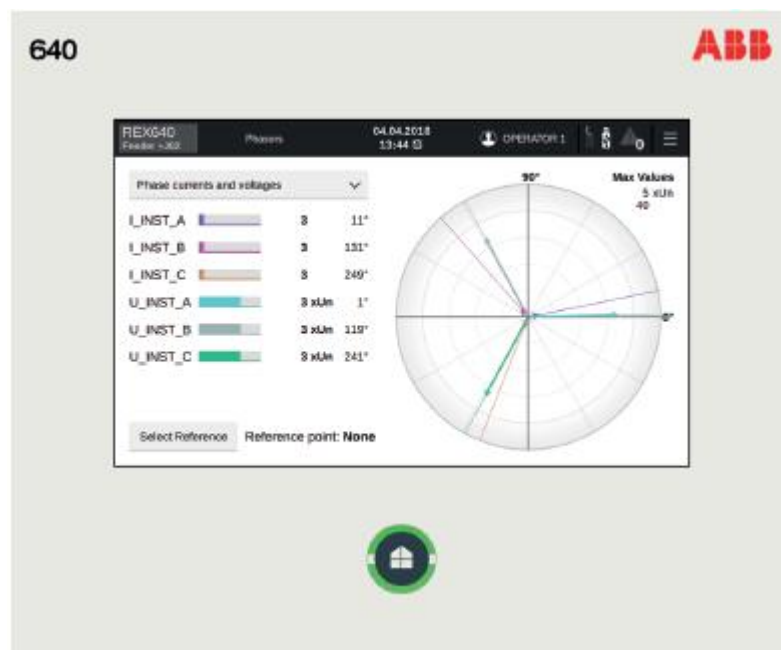 640
ABB
REX640
Phasors
04.04.2018
13:44
OPERATOR 1
0
Phase currents and voltages
I_INST_A 3 11°
I_INST_B 3 131°
I_INST_C 3 249°
U_INST_A 3 xUn 1°
U_INST_B 3 xUn 119°
U_INST_C 3 xUn 241°
90°
Max Values
5 xUn
40
0°
Select Reference Reference point: None